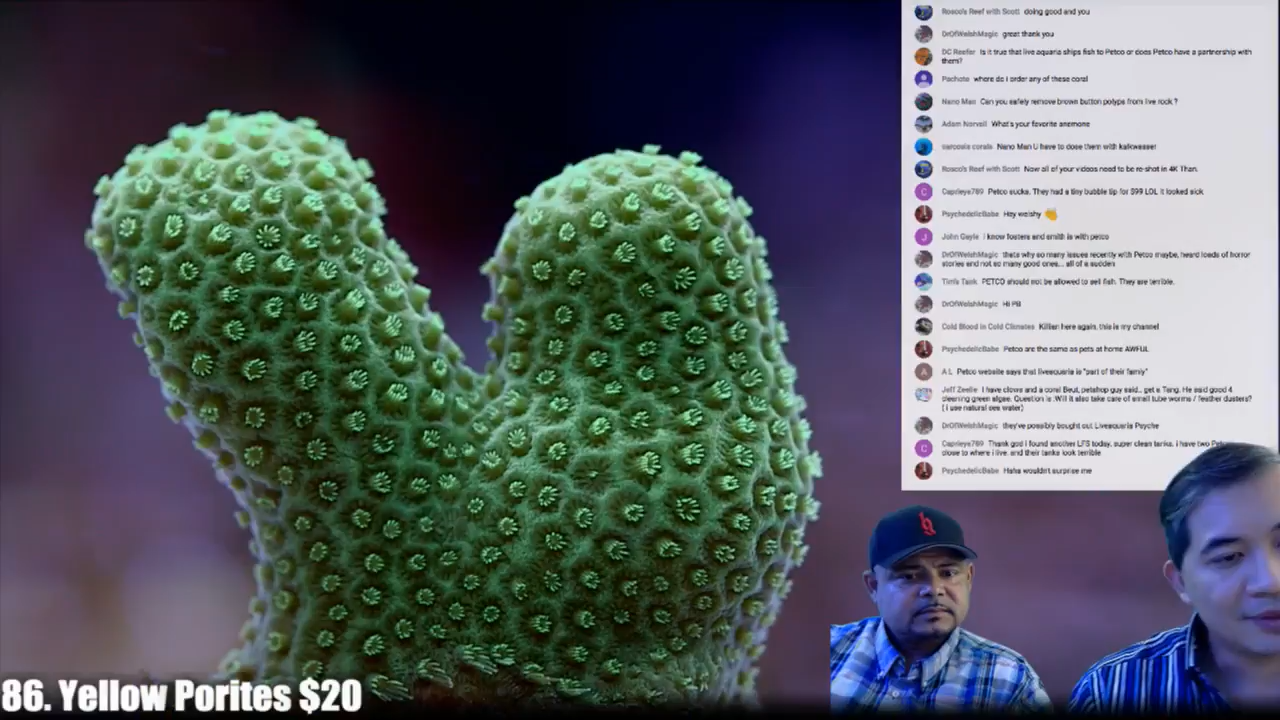 Rosco's Reef with Scott doing good and you
DrOfWelshMagic great thank you
DC Reefer Is it true that live aquaria ships fish to Petco or does Petco have a partnership with
them?
Pachote where do i order any of these coral
Nano Man Can you safely remove brown button polyps from live rock ?
Adam Norvell What's your favorite anemone
sarcosis corals Nano Man U have to dose them with kalkwasser
Rosco's Reef with Scott Now all of your videos need to be re-shot in 4K Than.
Caprleye789 Petco sucks. They had a tiny bubble tip for $99 LOL it looked sick
PsychedelicBabe Hey welshy
John Gayle i know fosters and smith is with petco
DrOfWelshMagic thats why so many issues recently with Petco maybe, heard loads of horror
stories and not so many good ones... all of a sudden
Tim's Tank PETCO should not be allowed to sell fish. They are terrible.
DrOfWelshMagic Hi PB
Cold Blood in Cold Climates Killian here again, this is my channel
PsychedelicBabe Petco are the same as pets at home AWFUL
A L Petco website says that liveaquaria is "part of their family"
Jeff Zeelie I have clowns and a coral Beut, petshop guy said.. get a Tang. He said good 4
cleaning green algae. Question is :Will it also take care of small tube worms / feather dusters?
( i use natural sea water)
DrOfWelshMagic they've possibly bought out Liveaquaria Psyche
Caprleye789 Thank god i found another LFS today, super clean tanks. i have two
close to where i live, and their tanks look terrible
PsychedelicBabe Haha wouldn't surprise me
86. Yellow Porites $20